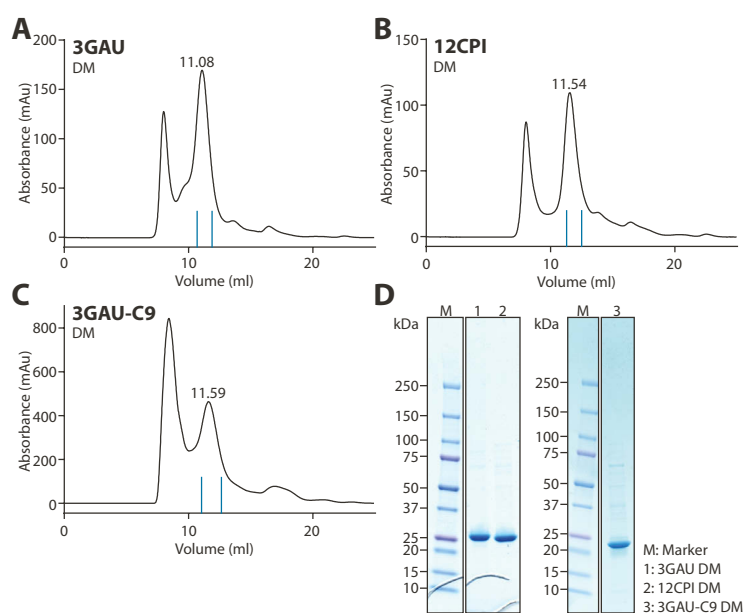 A
3GAU
DM
11.08
Absorbance (mAu)
200
150
100
50
0
0
10
20
Volume (ml)
B
12CPI
DM
11.54
Absorbance (mAu)
150
100
50
0
0
10
20
Volume (ml)
C
3GAU-C9
DM
11.59
Absorbance (mAu)
800
600
400
200
0
0
10
20
Volume (ml)
D
M 1 2
kDa
250
150
100
75
50
37
25
20
15
10
M 3
kDa
250
150
100
75
50
37
25
20
15
10
M: Marker
1: 3GAU DM
2: 12CPI DM
3: 3GAU-C9 DM